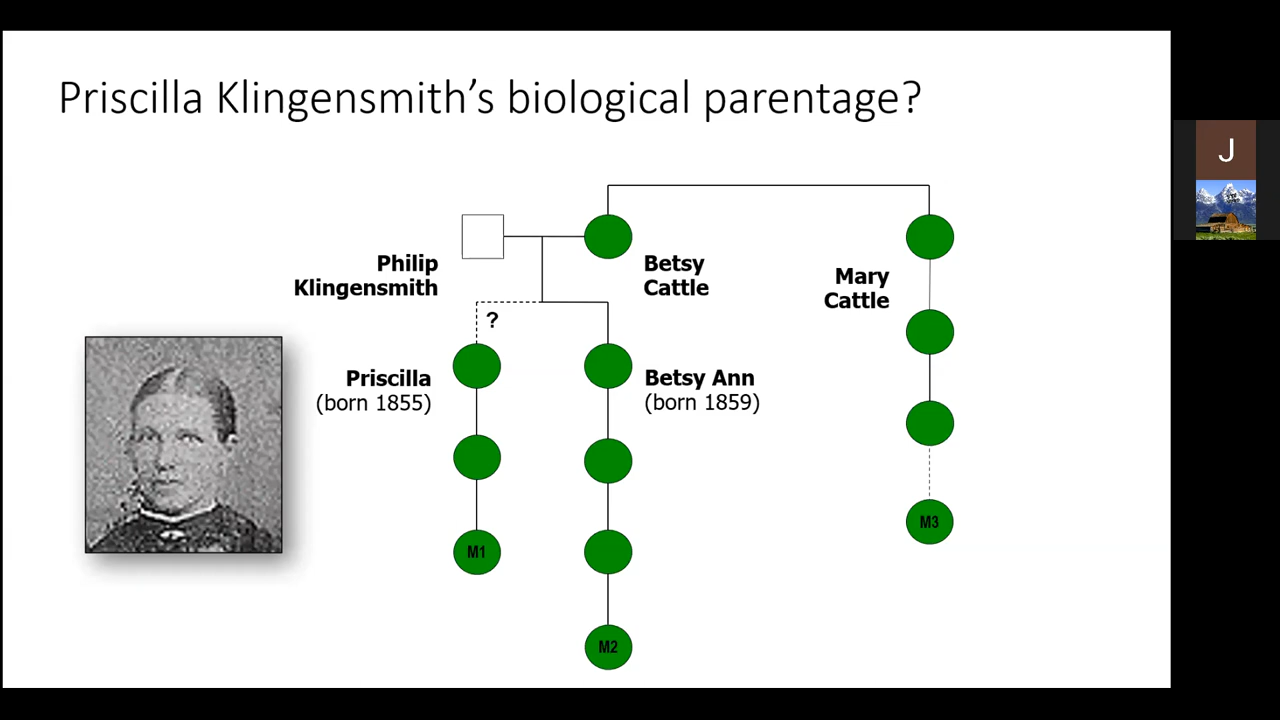 Priscilla Klingensmith’s biological parentage?
J
Philip
Klingensmith
Betsy
Cattle
Mary
Cattle
?
Priscilla
(born 1855)
Betsy Ann
(born 1859)
M3
M1
M2